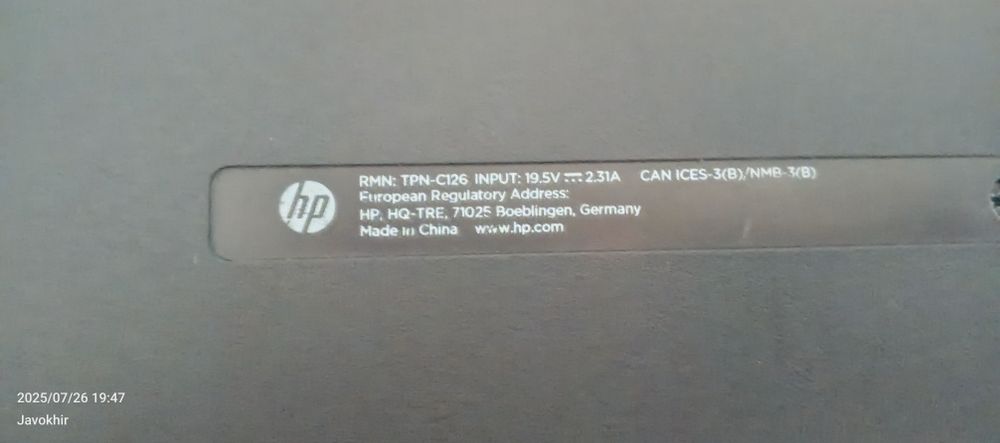 hp
RMN: TPN-C126 INPUT: 19.5V ⎓ 2.31A CAN ICES-3(B)/NMB-3(B)
European Regulatory Address:
HP, HQ-TRE, 71025 Boeblingen, Germany
Made in China www.hp.com
2025/07/26 19:47
Javokhir